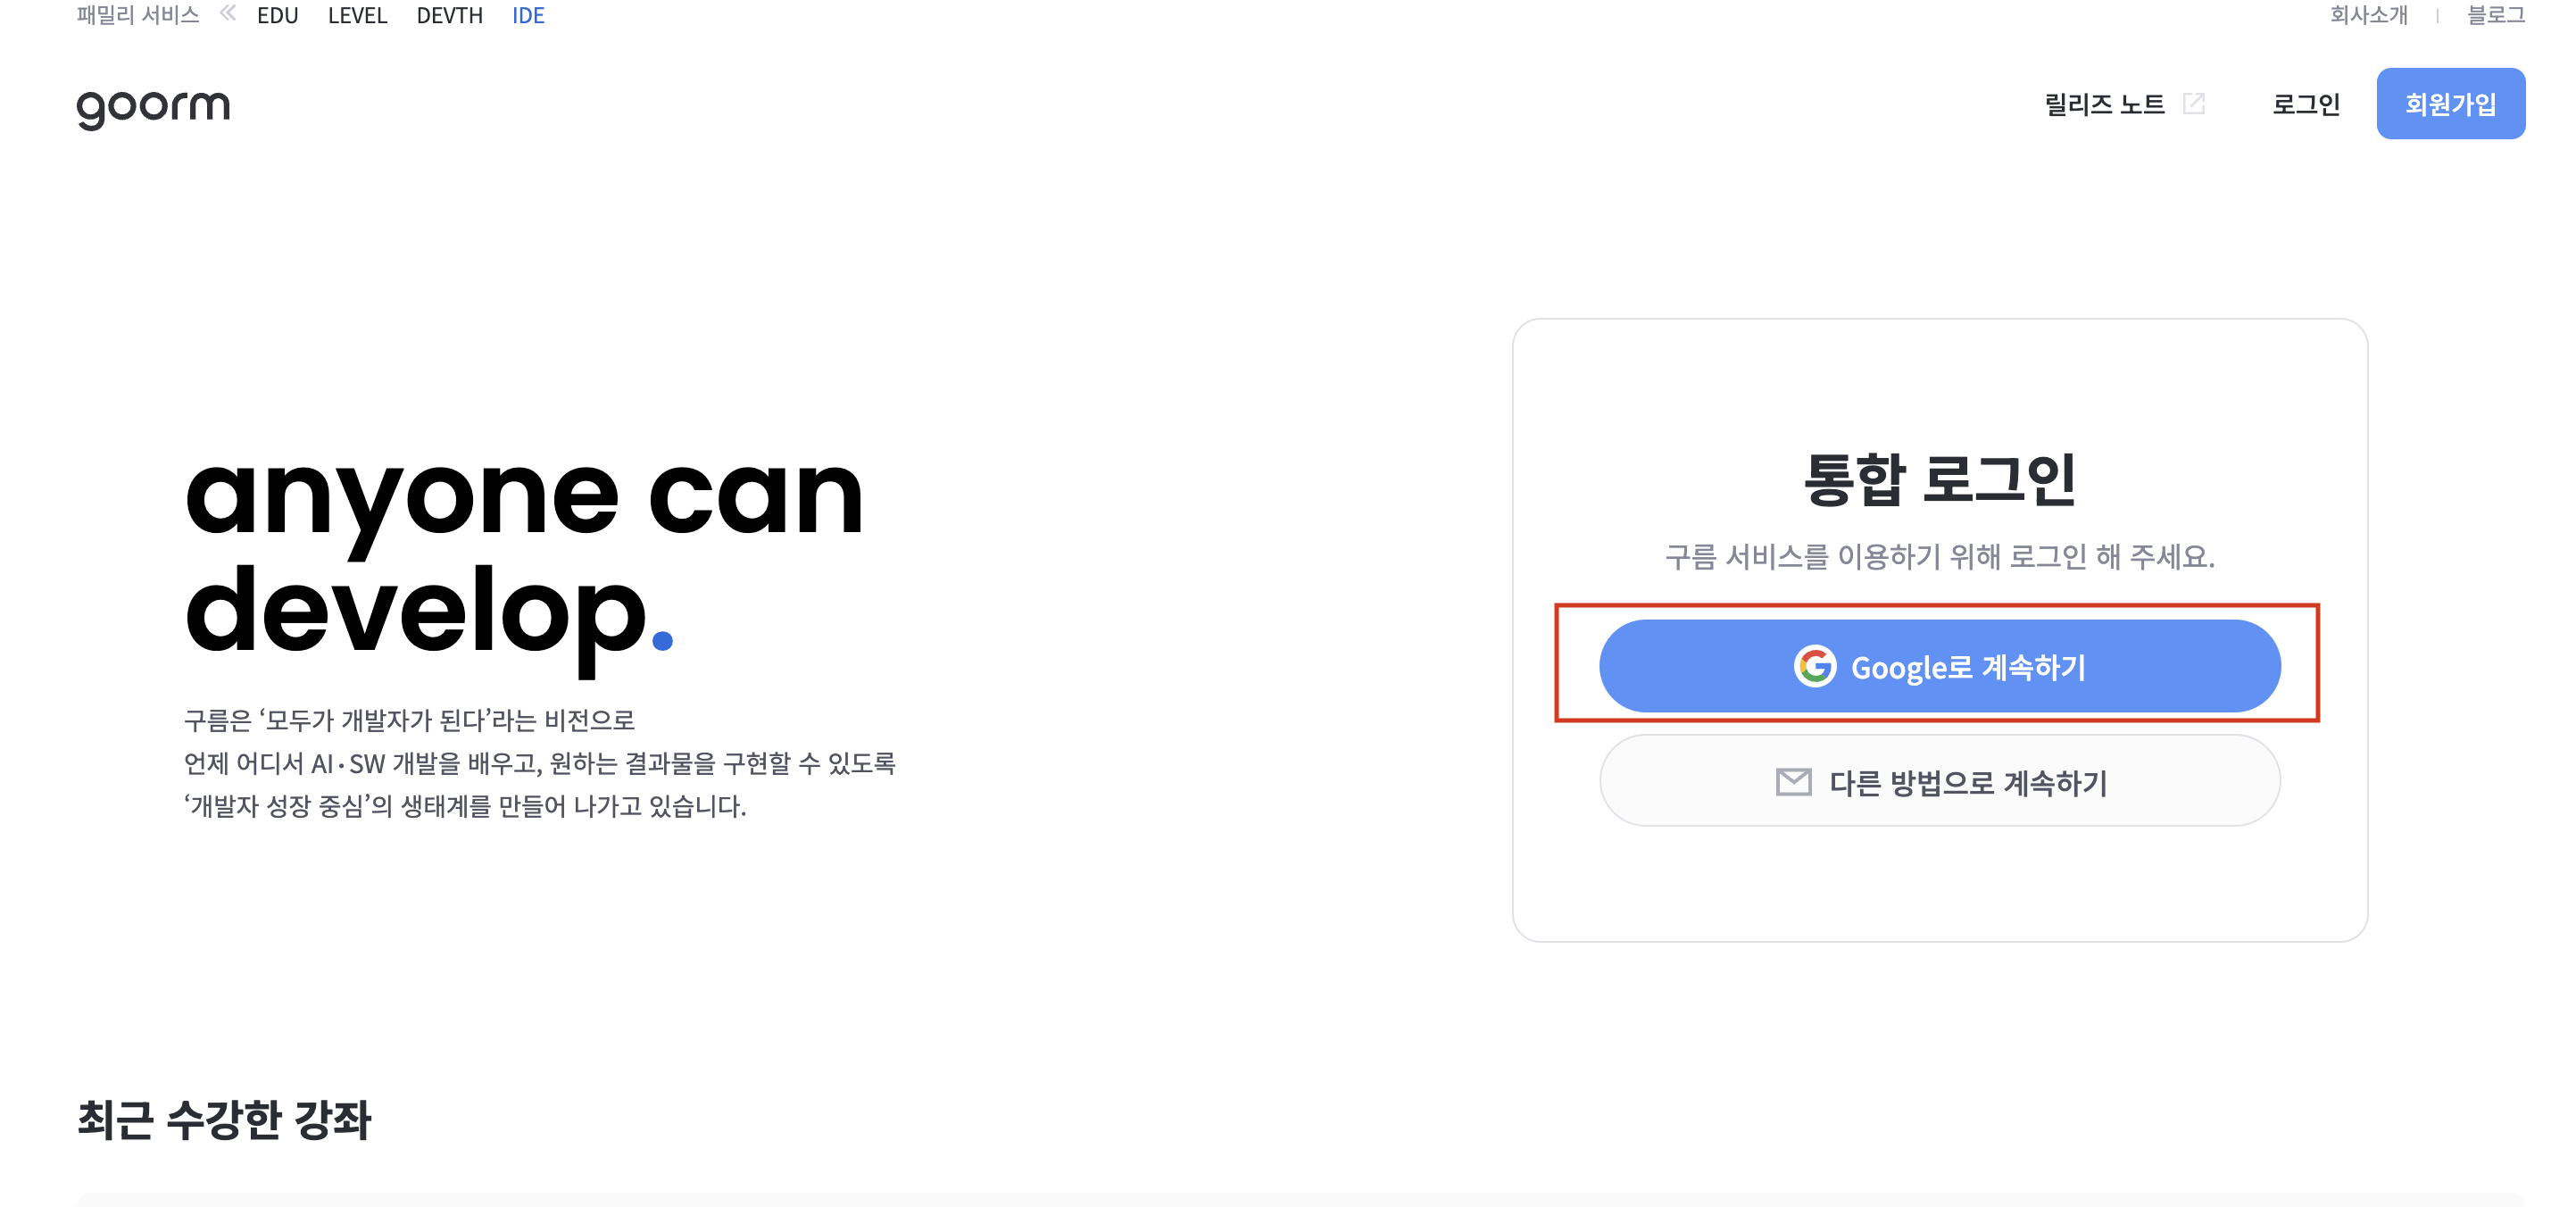 패밀리 서비스 EDU LEVEL DEVTH IDE 회사소개 블로그
goorm 릴리즈 노트 로그인 회원가입
anyone can
develop.
구름은 ‘모두가 개발자가 된다’라는 비전으로
언제 어디서 AI·SW 개발을 배우고, 원하는 결과물을 구현할 수 있도록
‘개발자 성장 중심’의 생태계를 만들어 나가고 있습니다.
통합 로그인
구름 서비스를 이용하기 위해 로그인 해 주세요.
Google로 계속하기
다른 방법으로 계속하기
최근 수강한 강좌